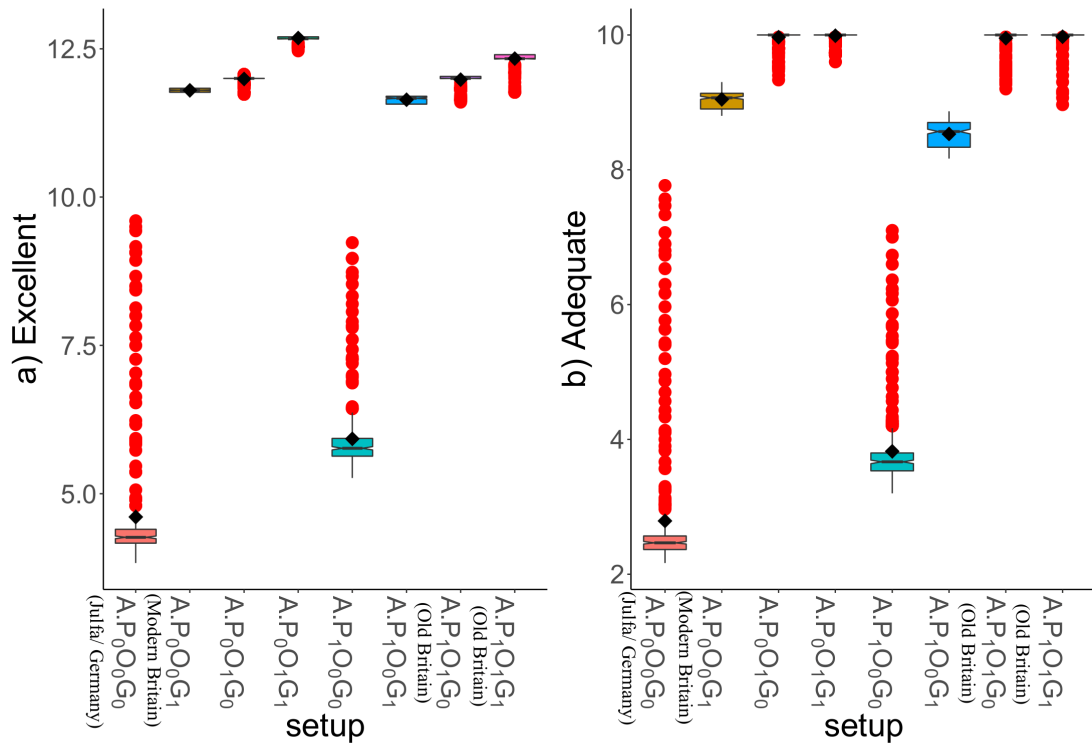 a) Excellent
12.5
10.0
7.5
5.0
(Julfa/ Germany)
A.P₀O₀G₀
(Modern Britain)
A.P₀O₀G₁
A.P₀O₁G₀
A.P₀O₁G₁
A.P₁O₀G₀
A.P₁O₀G₁
(Old Britain)
A.P₁O₁G₀
(Old Britain)
A.P₁O₁G₁
setup
b) Adequate
10
8
6
4
2
(Julfa/ Germany)
A.P₀O₀G₀
(Modern Britain)
A.P₀O₀G₁
A.P₀O₁G₀
A.P₀O₁G₁
A.P₁O₀G₀
A.P₁O₀G₁
(Old Britain)
A.P₁O₁G₀
(Old Britain)
A.P₁O₁G₁
setup